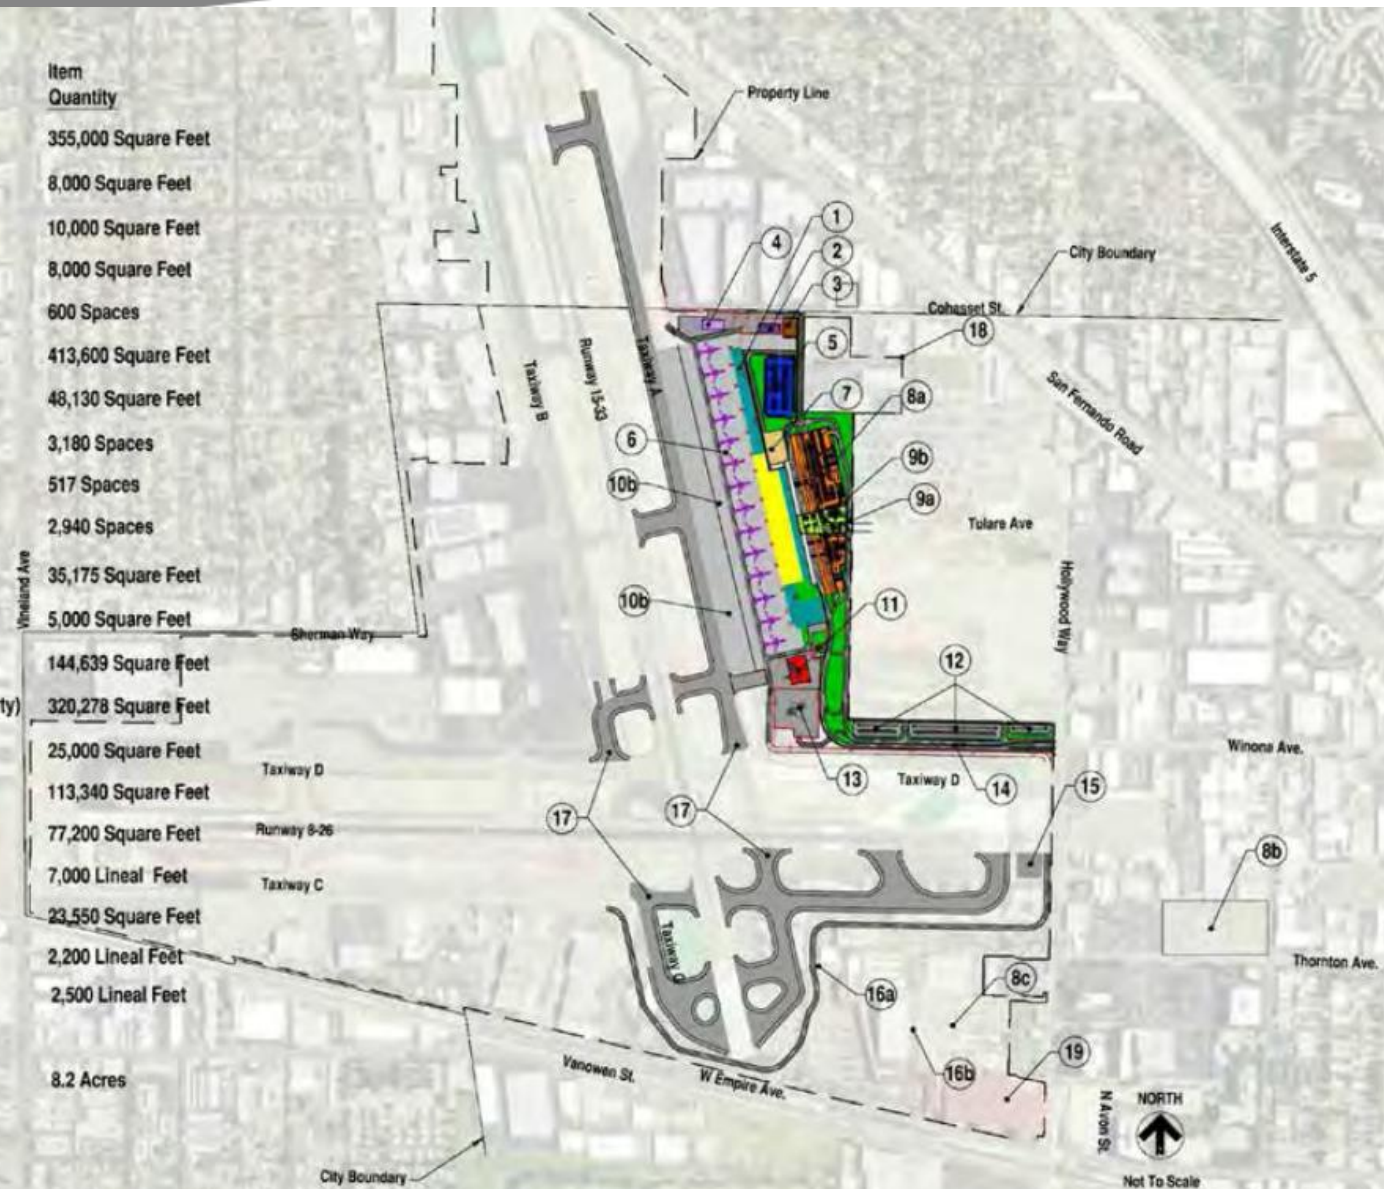 Item
Quantity
355,000 Square Feet
8,000 Square Feet
10,000 Square Feet
8,000 Square Feet
600 Spaces
413,600 Square Feet
48,130 Square Feet
3,180 Spaces
517 Spaces
2,940 Spaces
35,175 Square Feet
5,000 Square Feet
144,639 Square Feet
ty) 320,278 Square Feet
25,000 Square Feet
113,340 Square Feet
77,200 Square Feet
7,000 Lineal Feet
23,550 Square Feet
2,200 Lineal Feet
2,500 Lineal Feet
8.2 Acres
Property Line
1
4
2
3
City Boundary
Interstate 5
Cohasset St.
18
5
Taxiway A
Runway 15-33
Taxiway B
San Fernando Road
7
8a
6
9b
10b
9a
Tulare Ave
Vineland Ave
Hollywood Way
10b
11
Sherman Way
12
Winona Ave.
Taxiway D
13
Taxiway D
14
15
17
17
Runway 8-26
8b
Taxiway C
Taxiway G
Thornton Ave.
16a
8c
16b
19
Vanowen St.
W Empire Ave.
N Avon St.
NORTH
City Boundary
Not To Scale